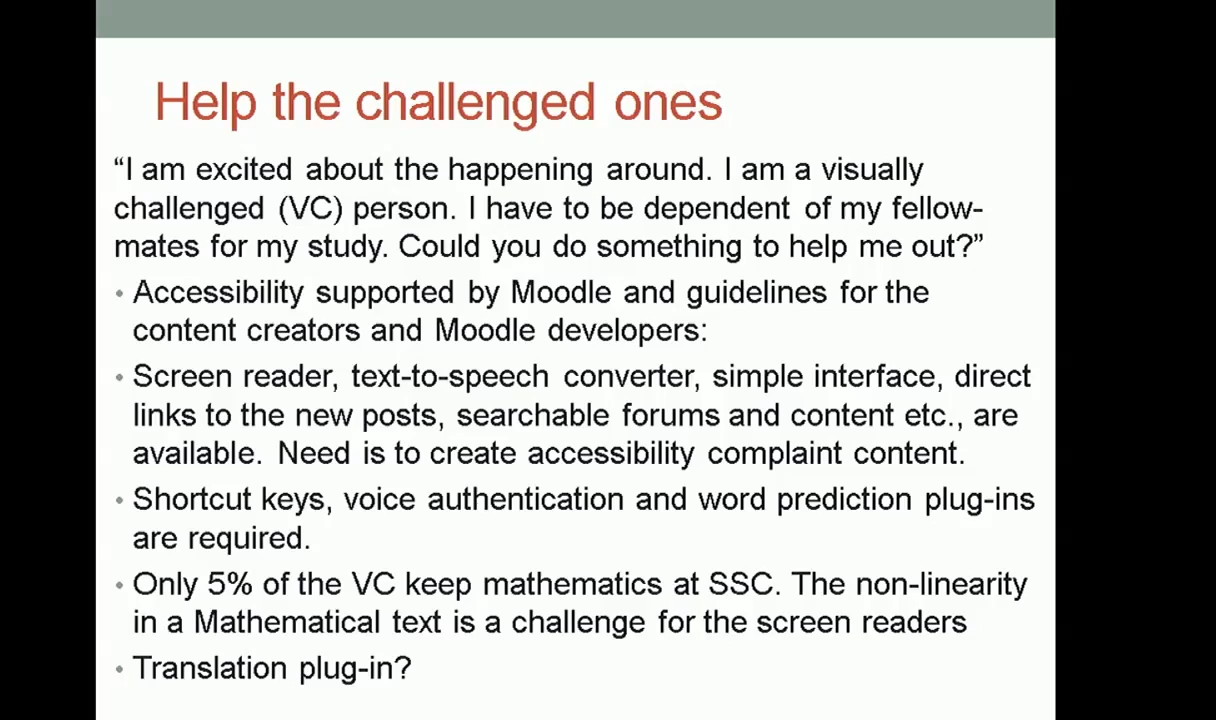 Help the challenged ones
“I am excited about the happening around. I am a visually
challenged (VC) person. I have to be dependent of my fellow-
mates for my study. Could you do something to help me out?”
• Accessibility supported by Moodle and guidelines for the
content creators and Moodle developers:
• Screen reader, text-to-speech converter, simple interface, direct
links to the new posts, searchable forums and content etc., are
available. Need is to create accessibility complaint content.
• Shortcut keys, voice authentication and word prediction plug-ins
are required.
• Only 5% of the VC keep mathematics at SSC. The non-linearity
in a Mathematical text is a challenge for the screen readers
• Translation plug-in?